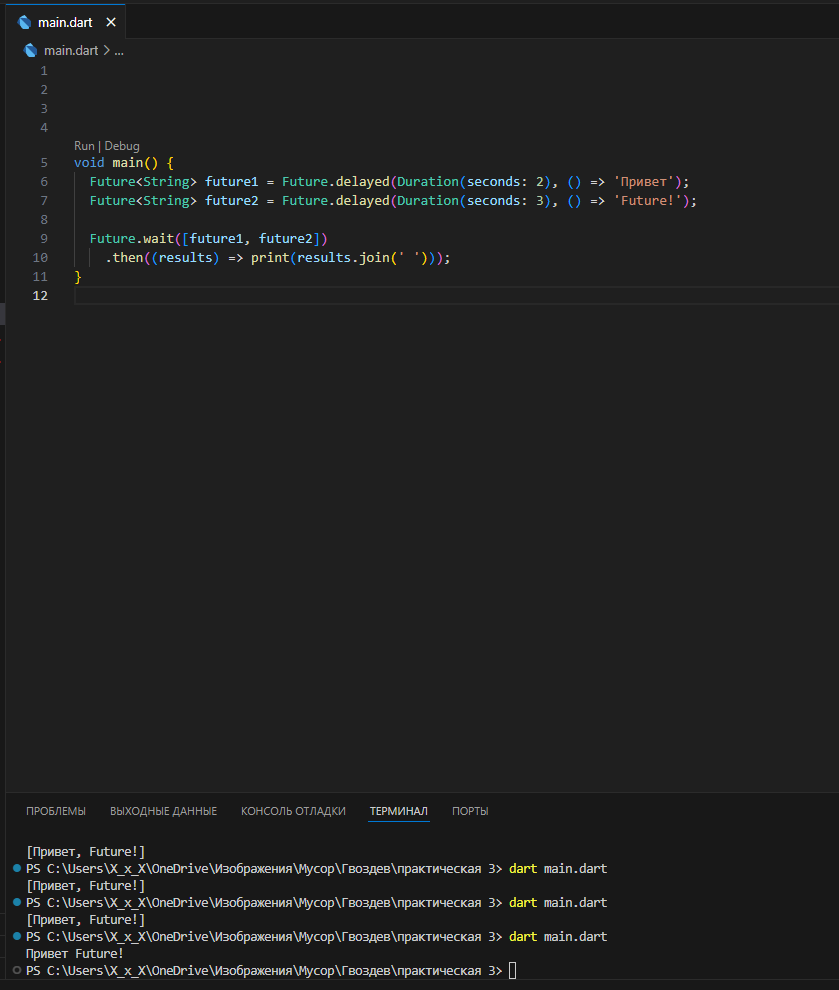 main.dart
main.dart > ...
1
2
3
4
Run | Debug
5 void main() {
6 Future<String> future1 = Future.delayed(Duration(seconds: 2), () => 'Привет');
7 Future<String> future2 = Future.delayed(Duration(seconds: 3), () => 'Future!');
8
9 Future.wait([future1, future2])
10 .then((results) => print(results.join(' ')));
11 }
12
ПРОБЛЕМЫ ВЫХОДНЫЕ ДАННЫЕ КОНСОЛЬ ОТЛАДКИ ТЕРМИНАЛ ПОРТЫ
[Привет, Future!]
PS C:\Users\X_x_X\OneDrive\Изображения\Мусор\Гвоздев\практическая 3> dart main.dart
[Привет, Future!]
PS C:\Users\X_x_X\OneDrive\Изображения\Мусор\Гвоздев\практическая 3> dart main.dart
[Привет, Future!]
PS C:\Users\X_x_X\OneDrive\Изображения\Мусор\Гвоздев\практическая 3> dart main.dart
Привет Future!
PS C:\Users\X_x_X\OneDrive\Изображения\Мусор\Гвоздев\практическая 3>